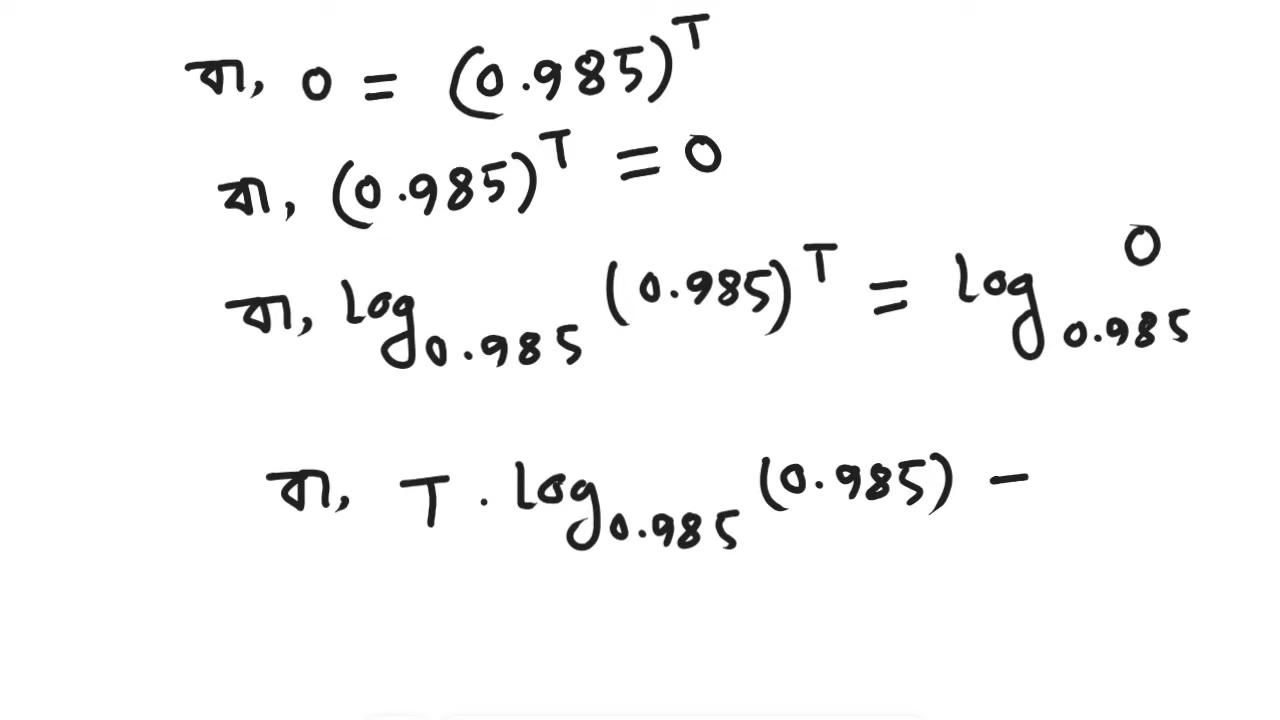 বা, 0 = (0.985)^T
বা, (0.985)^T = 0
বা, log_0.985 (0.985)^T = log_0.985 0
বা, T . log_0.985 (0.985) –